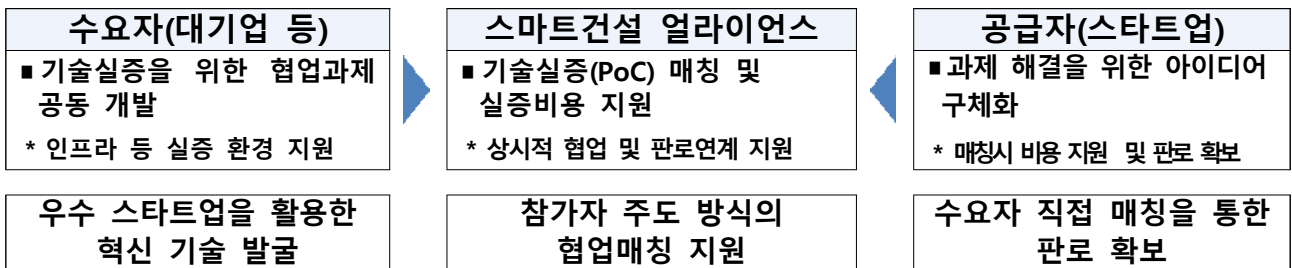 수요자(대기업 등)
■ 기술실증을 위한 협업과제
공동 개발
* 인프라 등 실증 환경 지원
스마트건설 얼라이언스
■ 기술실증(PoC) 매칭 및
실증비용 지원
* 상시적 협업 및 판로연계 지원
공급자(스타트업)
■ 과제 해결을 위한 아이디어
구체화
* 매칭시 비용 지원 및 판로 확보
우수 스타트업을 활용한
혁신 기술 발굴
참가자 주도 방식의
협업매칭 지원
수요자 직접 매칭을 통한
판로 확보